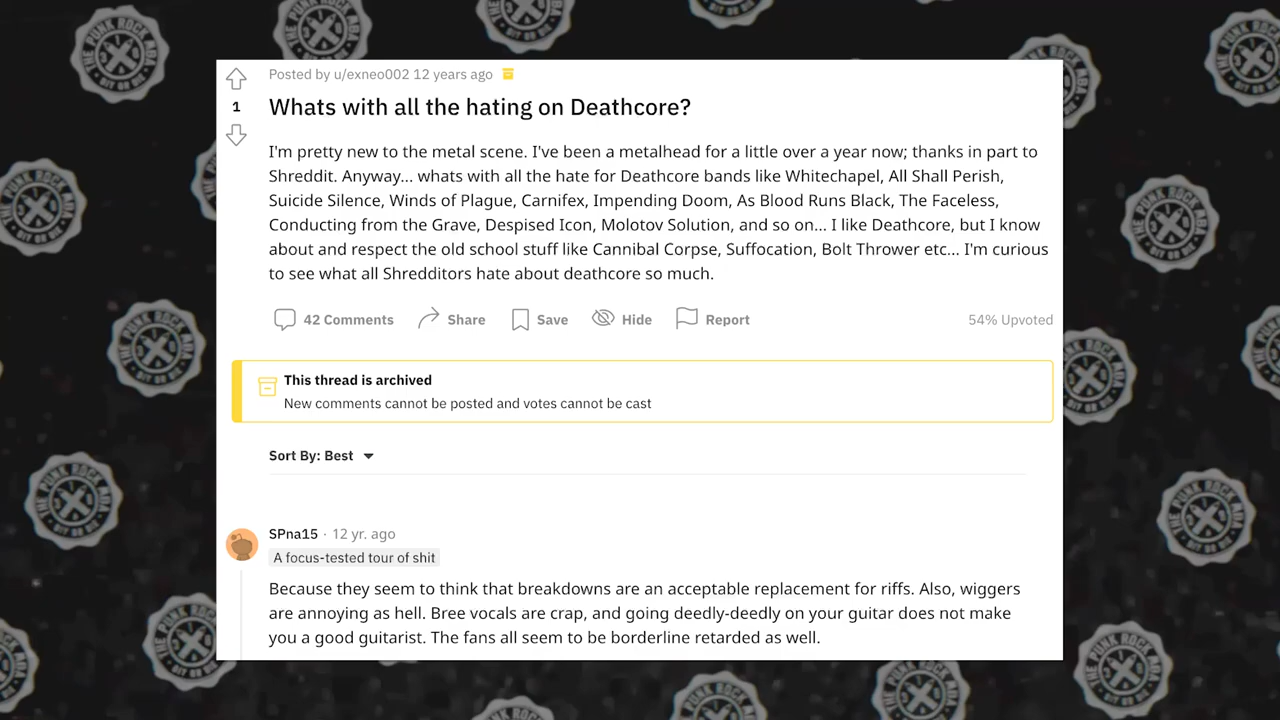 Posted by u/exneo002 12 years ago
1
Whats with all the hating on Deathcore?
I'm pretty new to the metal scene. I've been a metalhead for a little over a year now; thanks in part to
Shreddit. Anyway... whats with all the hate for Deathcore bands like Whitechapel, All Shall Perish,
Suicide Silence, Winds of Plague, Carnifex, Impending Doom, As Blood Runs Black, The Faceless,
Conducting from the Grave, Despised Icon, Molotov Solution, and so on... I like Deathcore, but I know
about and respect the old school stuff like Cannibal Corpse, Suffocation, Bolt Thrower etc... I'm curious
to see what all Shredditors hate about deathcore so much.
42 Comments Share Save Hide Report 54% Upvoted
This thread is archived
New comments cannot be posted and votes cannot be cast
Sort By: Best
SPna15 · 12 yr. ago
A focus-tested tour of shit
Because they seem to think that breakdowns are an acceptable replacement for riffs. Also, wiggers
are annoying as hell. Bree vocals are crap, and going deedly-deedly on your guitar does not make
you a good guitarist. The fans all seem to be borderline retarded as well.
THE PUNK ROCK MBA
GIT OR DIE